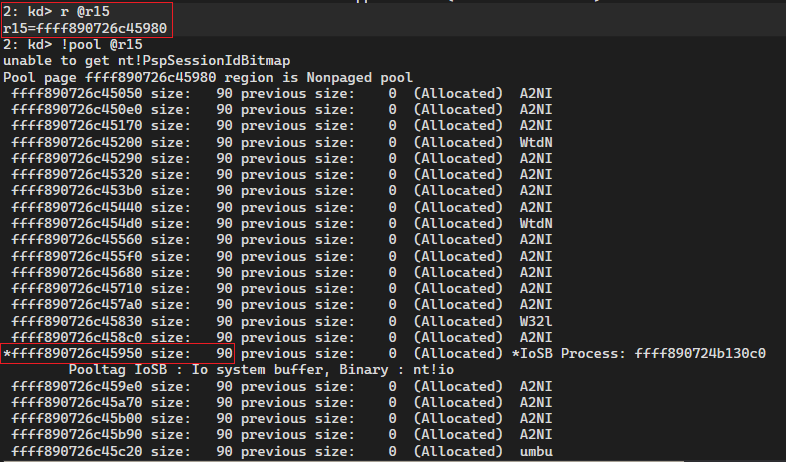 2: kd> r @r15
r15=ffff890726c45980
2: kd> !pool @r15
unable to get nt!PspSessionIdBitmap
Pool page ffff890726c45980 region is Nonpaged pool
 ffff890726c45050 size:   90 previous size:    0  (Allocated)  A2NI
 ffff890726c450e0 size:   90 previous size:    0  (Allocated)  A2NI
 ffff890726c45170 size:   90 previous size:    0  (Allocated)  A2NI
 ffff890726c45200 size:   90 previous size:    0  (Allocated)  WtdN
 ffff890726c45290 size:   90 previous size:    0  (Allocated)  A2NI
 ffff890726c45320 size:   90 previous size:    0  (Allocated)  A2NI
 ffff890726c453b0 size:   90 previous size:    0  (Allocated)  A2NI
 ffff890726c45440 size:   90 previous size:    0  (Allocated)  A2NI
 ffff890726c454d0 size:   90 previous size:    0  (Allocated)  WtdN
 ffff890726c45560 size:   90 previous size:    0  (Allocated)  A2NI
 ffff890726c455f0 size:   90 previous size:    0  (Allocated)  A2NI
 ffff890726c45680 size:   90 previous size:    0  (Allocated)  A2NI
 ffff890726c45710 size:   90 previous size:    0  (Allocated)  A2NI
 ffff890726c457a0 size:   90 previous size:    0  (Allocated)  A2NI
 ffff890726c45830 size:   90 previous size:    0  (Allocated)  W32l
 ffff890726c458c0 size:   90 previous size:    0  (Allocated)  A2NI
*ffff890726c45950 size:   90 previous size:    0  (Allocated) *IoSB Process: ffff890724b130c0
        Pooltag IoSB : Io system buffer, Binary : nt!io
 ffff890726c459e0 size:   90 previous size:    0  (Allocated)  A2NI
 ffff890726c45a70 size:   90 previous size:    0  (Allocated)  A2NI
 ffff890726c45b00 size:   90 previous size:    0  (Allocated)  A2NI
 ffff890726c45b90 size:   90 previous size:    0  (Allocated)  A2NI
 ffff890726c45c20 size:   90 previous size:    0  (Allocated)  umbu